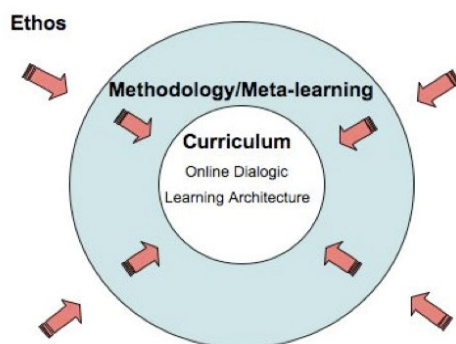 Ethos
Methodology/Meta-learning
Curriculum
Online Dialogic
Learning Architecture